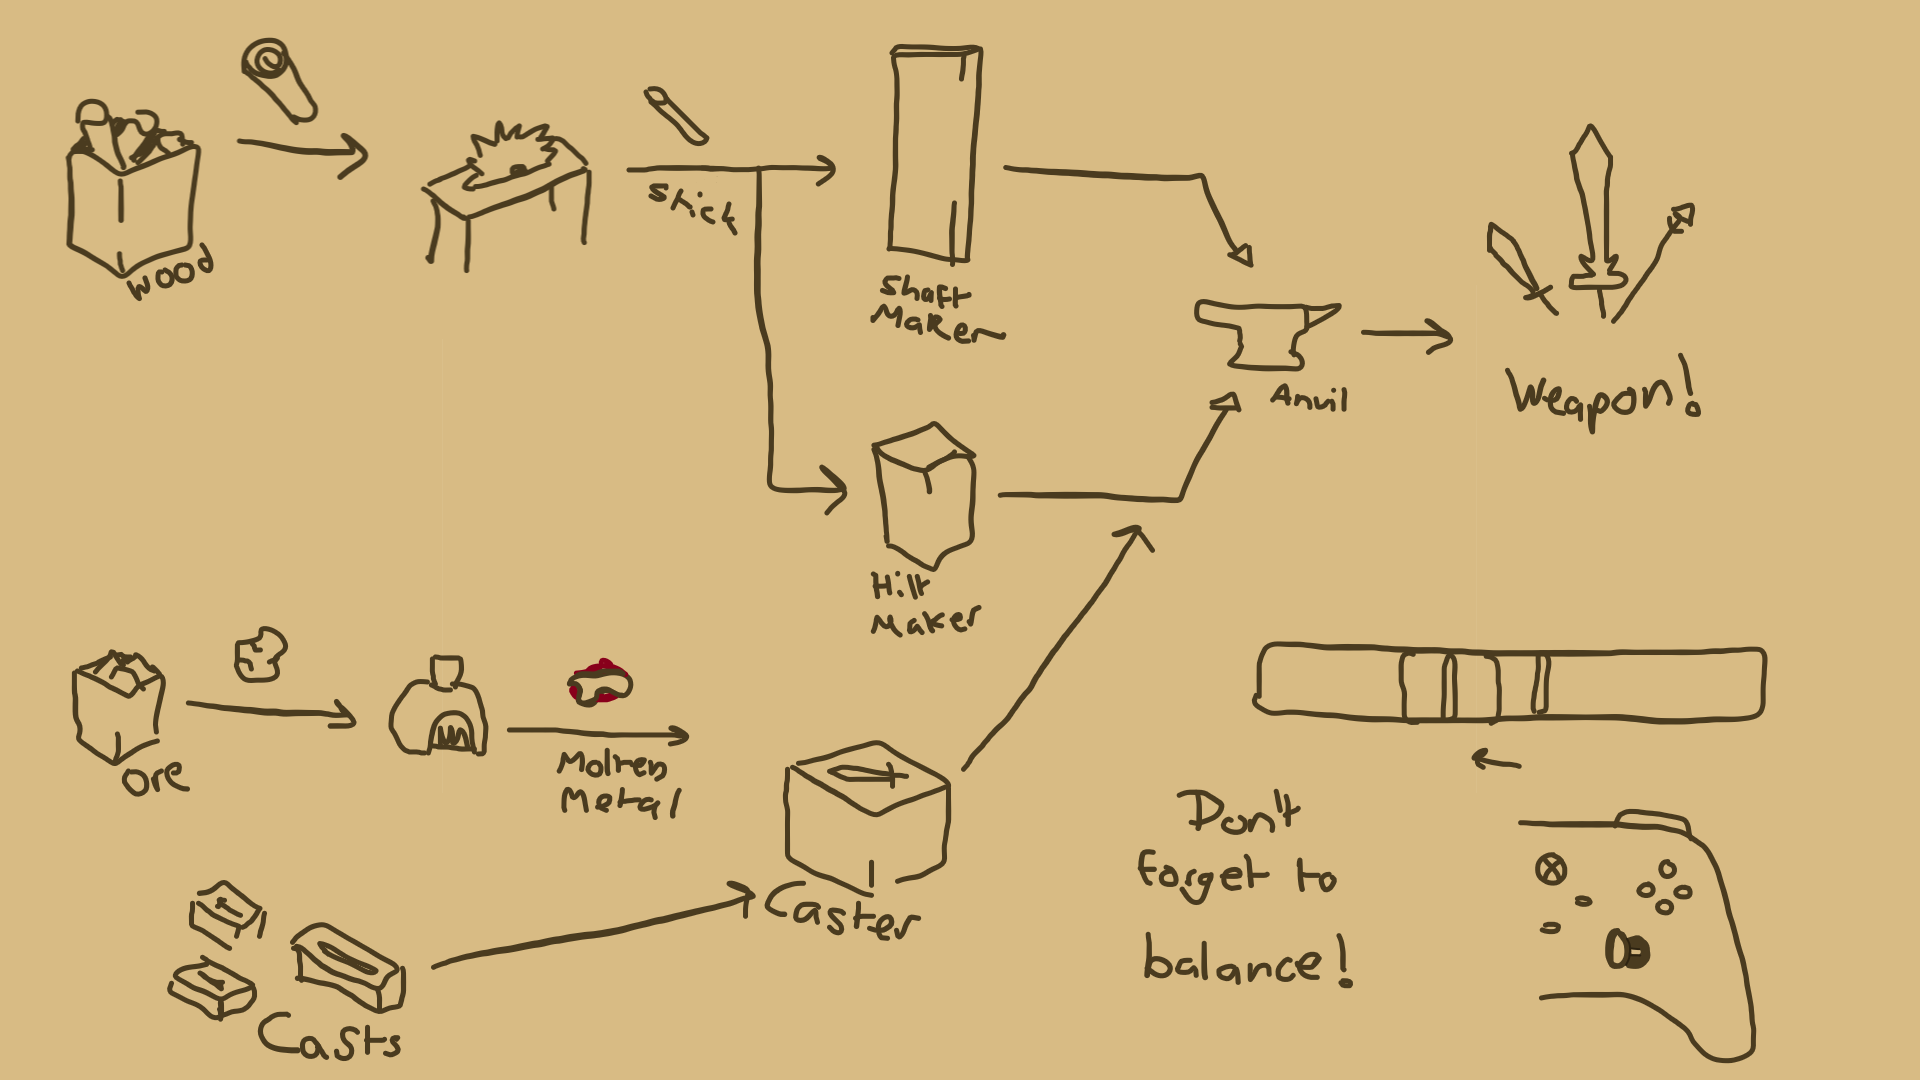 wood
Stick
Shaft
Maker
Anvil
Weapon!
Hilt
Maker
ore
Molten
Metal
Caster
Casts
Don't
forget to
balance!